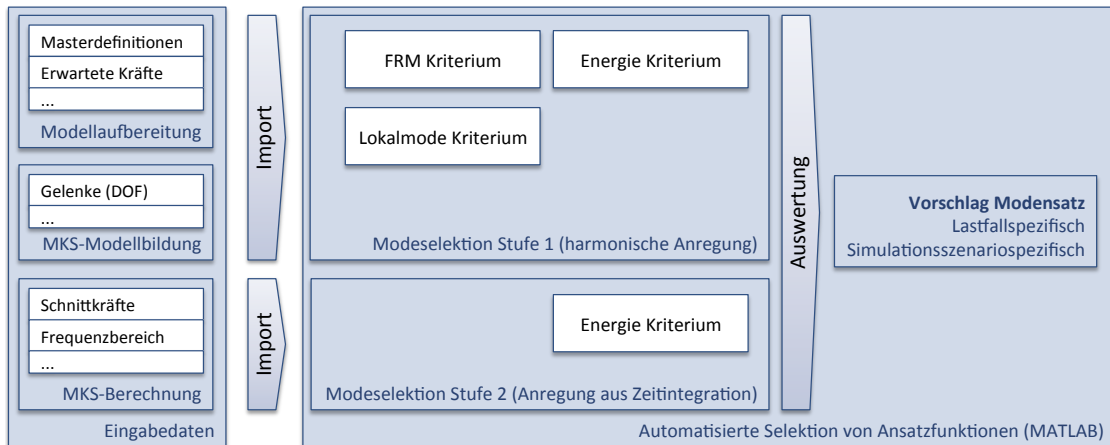 Masterdefinitionen
Erwartete Kräfte
...
Modellaufbereitung
Gelenke (DOF)
...
MKS-Modellbildung
Schnittkräfte
Frequenzbereich
...
MKS-Berechnung
Eingabedaten
Import
Import
FRM Kriterium
Energie Kriterium
Lokalmode Kriterium
Modeselektion Stufe 1 (harmonische Anregung)
Energie Kriterium
Modeselektion Stufe 2 (Anregung aus Zeitintegration)
Auswertung
Vorschlag Modensatz
Lastfallspezifisch
Simulationsszenariospezifisch
Automatisierte Selektion von Ansatzfunktionen (MATLAB)